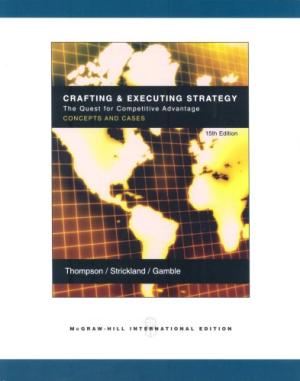 CRAFTING & EXECUTING STRATEGY
The Quest for Competitive Advantage
CONCEPTS AND CASES
15th Edition
Thompson / Strickland / Gamble
McGRAW-HILL INTERNATIONAL EDITION